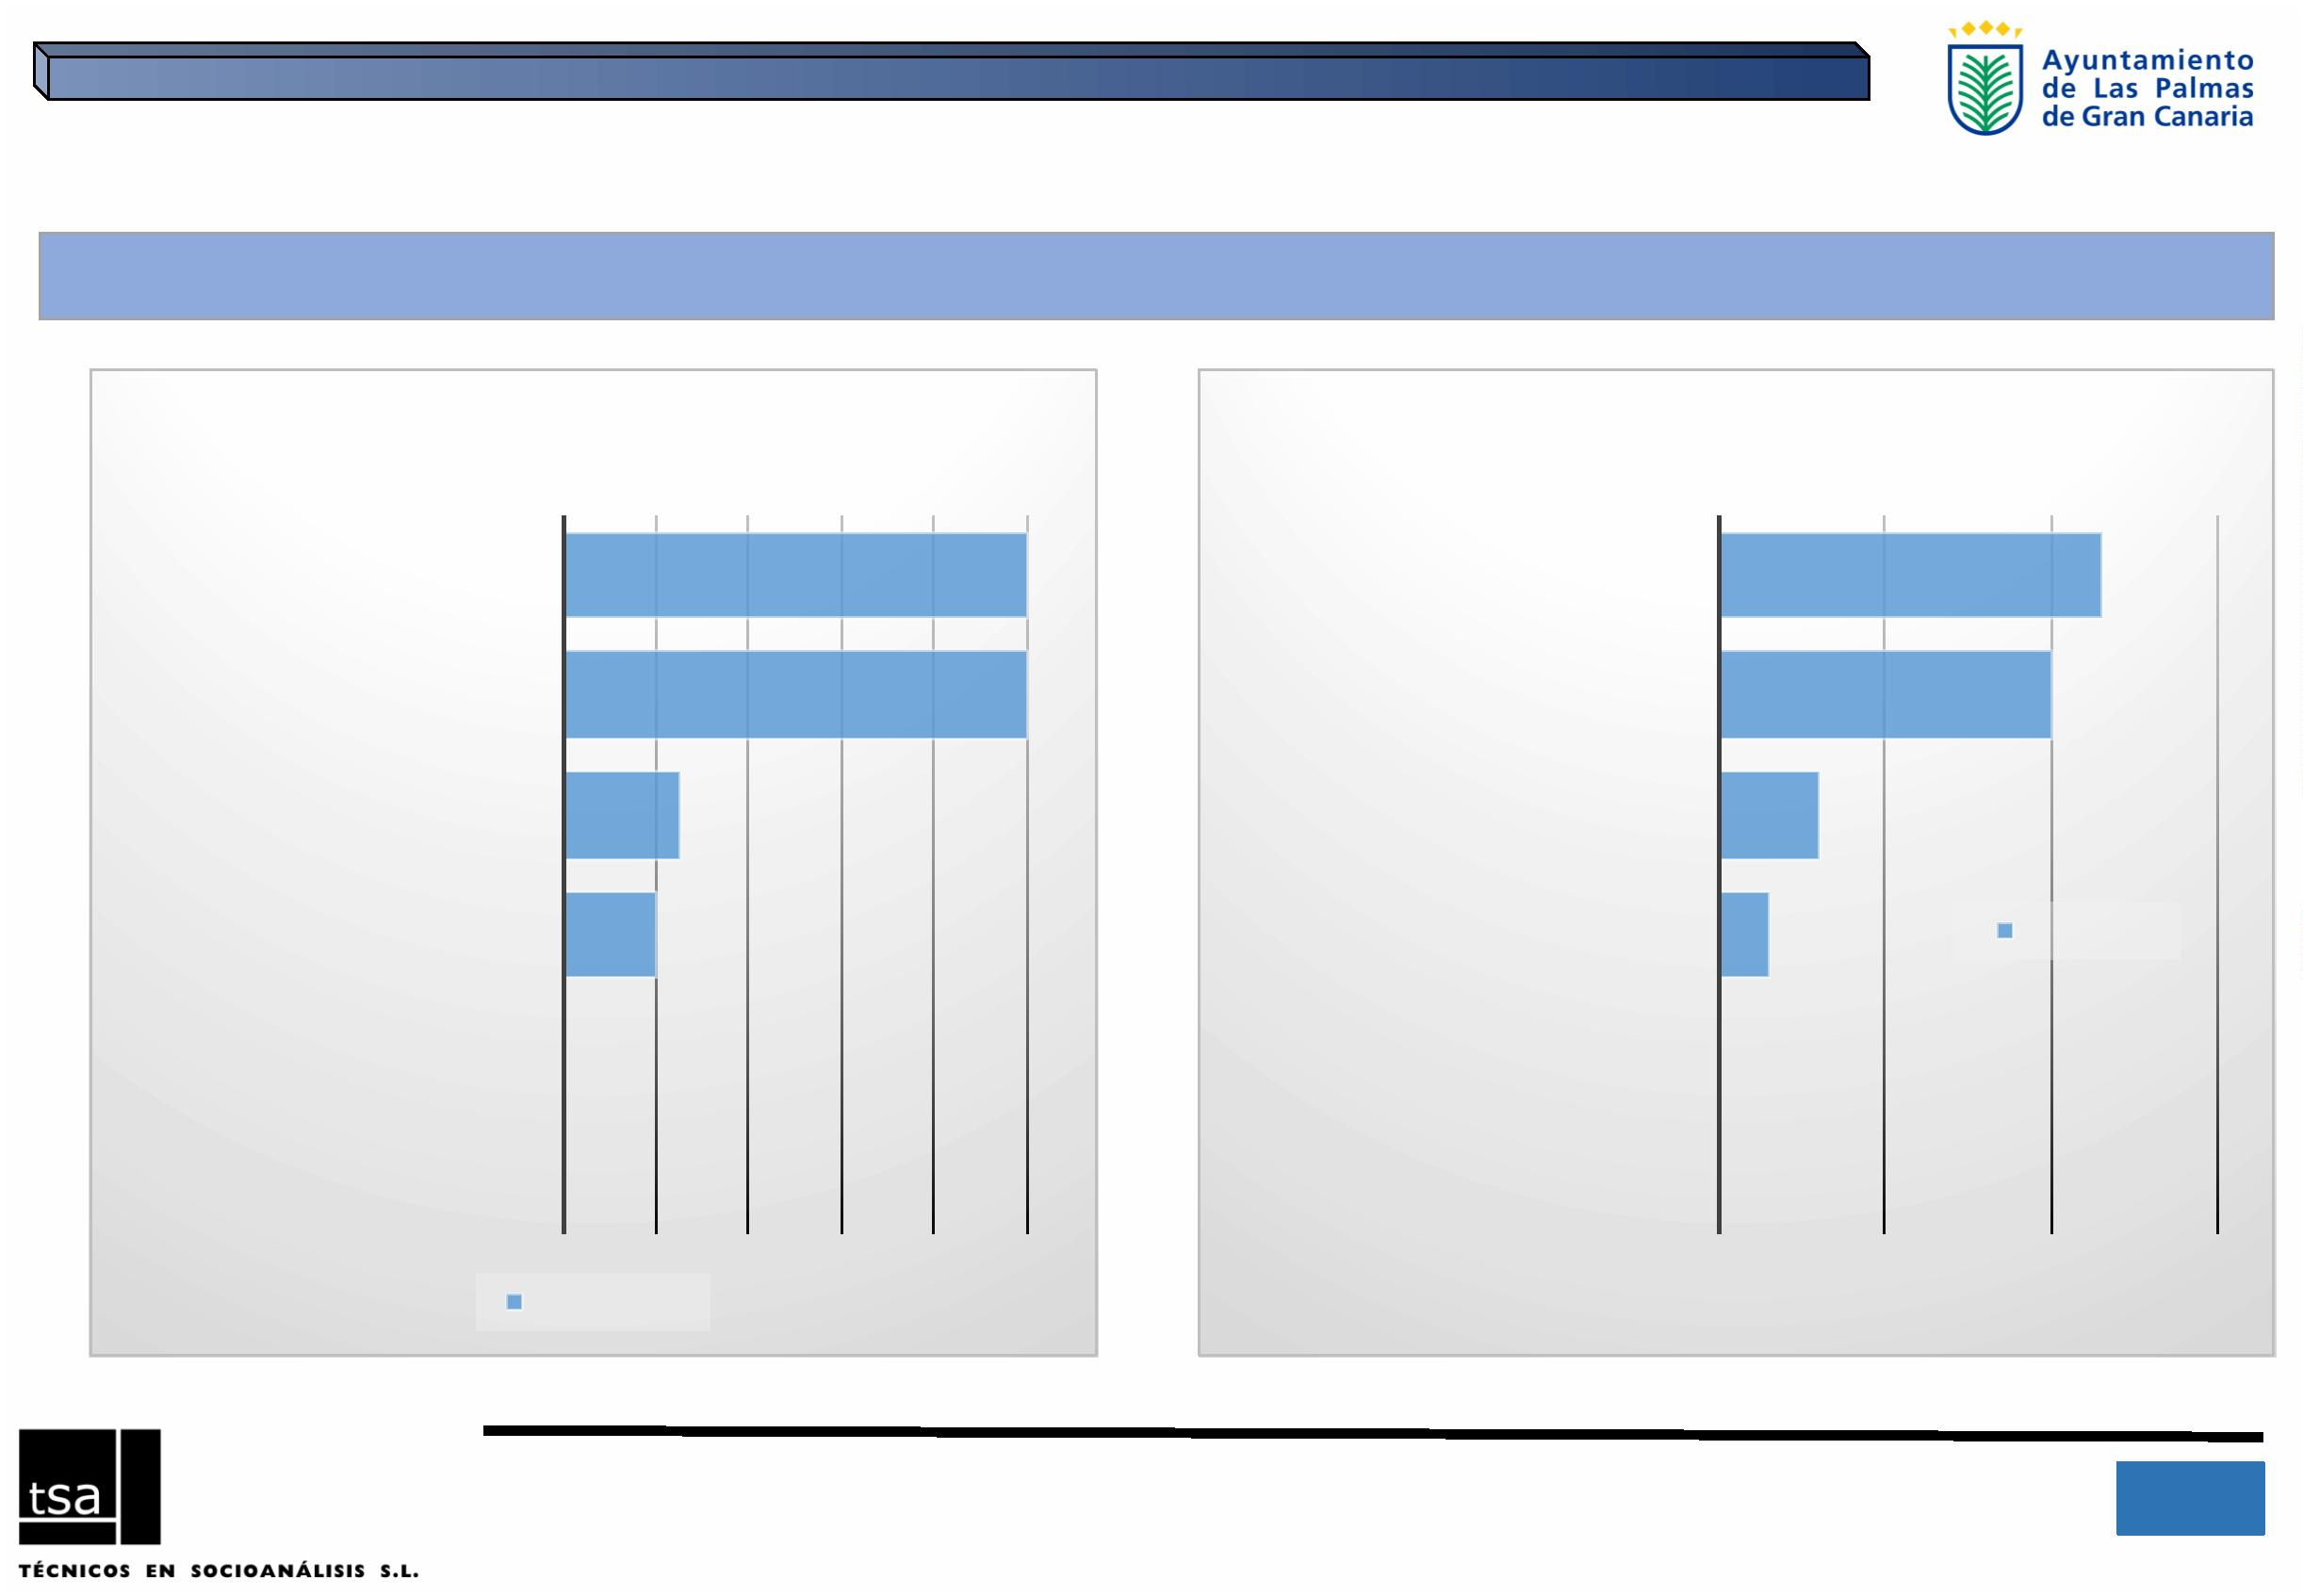 Ayuntamiento
de Las Palmas
de Gran Canaria
tsa
TÉCNICOS EN SOCIOANÁLISIS S.L.